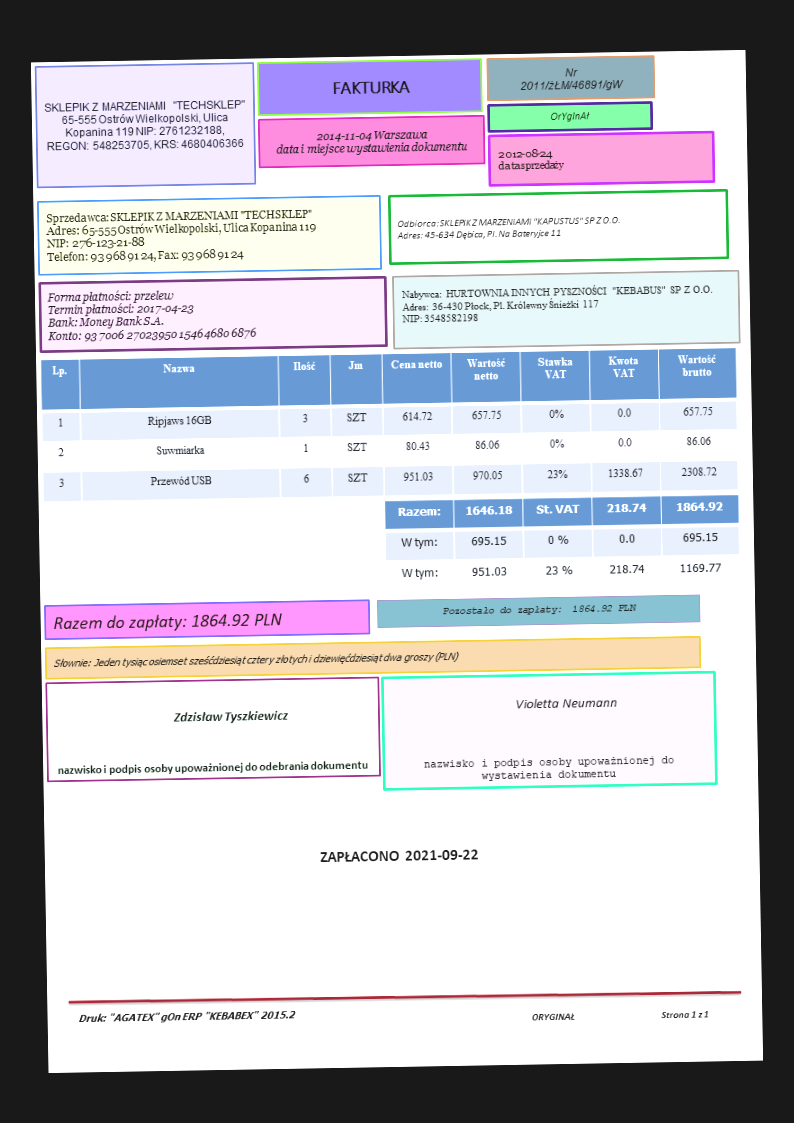 SKLEPIK Z MARZENIAMI "TECHSKLEP"
65-555 Ostrów Wielkopolski, Ulica
Kopanina 119 NIP: 2761232188,
REGON: 548253705, KRS: 4680406366
FAKTURKA
2014-11-04 Warszawa
data i miejsce wystawienia dokumentu
Nr
2011/żŁM/46891/gW
OrYgInAł
2012-08-24
datasprzedaży
Sprzedawca: SKLEPIK Z MARZENIAMI "TECHSKLEP"
Adres: 65-555 Ostrów Wielkopolski, Ulica Kopanina 119
NIP: 276-123-21-88
Telefon: 93 968 91 24, Fax: 93 968 91 24
Odbiorca: SKLEPIK Z MARZENIAMI "KAPUSTUS" SP Z O.O.
Adres: 45-634 Dębica, Pl. Na Bateryjce 11
Forma płatności: przelew
Termin płatności: 2017-04-23
Bank: Money Bank S.A.
Konto: 93 7006 27023950 1546 4680 6876
Nabywca: HURTOWNIA INNYCH PYSZNOŚCI "KEBABUS" SP Z O.O.
Adres: 36-430 Płock, Pl. Królewny Śnieżki 117
NIP: 3548582198
Lp. Nazwa Ilość Jm Cena netto Wartość netto Stawka VAT Kwota VAT Wartość brutto
1 Ripjaws 16GB 3 SZT 614.72 657.75 0% 0.0 657.75
2 Suwmiarka 1 SZT 80.43 86.06 0% 0.0 86.06
3 Przewód USB 6 SZT 951.03 970.05 23% 1338.67 2308.72
Razem: 1646.18 St. VAT 218.74 1864.92
W tym: 695.15 0 % 0.0 695.15
W tym: 951.03 23 % 218.74 1169.77
Razem do zapłaty: 1864.92 PLN
Pozostało do zapłaty: 1864.92 PLN
Słownie: Jeden tysiąc osiemset sześćdziesiąt cztery złotych i dziewięćdziesiąt dwa groszy (PLN)
Zdzisław Tyszkiewicz
nazwisko i podpis osoby upoważnionej do odebrania dokumentu
Violetta Neumann
nazwisko i podpis osoby upoważnionej do
wystawienia dokumentu
ZAPŁACONO 2021-09-22
Druk: "AGATEX" gOn ERP "KEBABEX" 2015.2
ORYGINAŁ
Strona 1 z 1